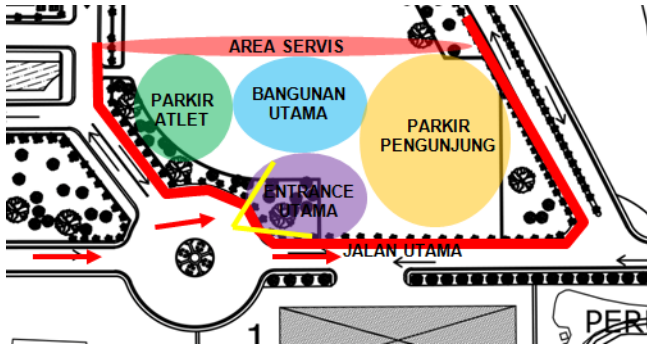 AREA SERVIS
PARKIR
ATLET
BANGUNAN
UTAMA
PARKIR
PENGUNJUNG
ENTRANCE
UTAMA
JALAN UTAMA
1
PER